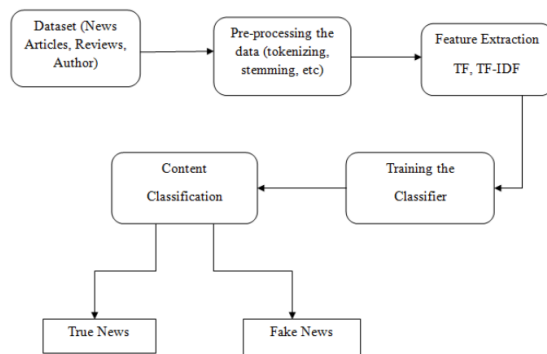 Dataset (News
Articles, Reviews,
Author)
Pre-processing the
data (tokenizing,
stemming, etc)
Feature Extraction
TF, TF-IDF
Training the
Classifier
Content
Classification
True News
Fake News